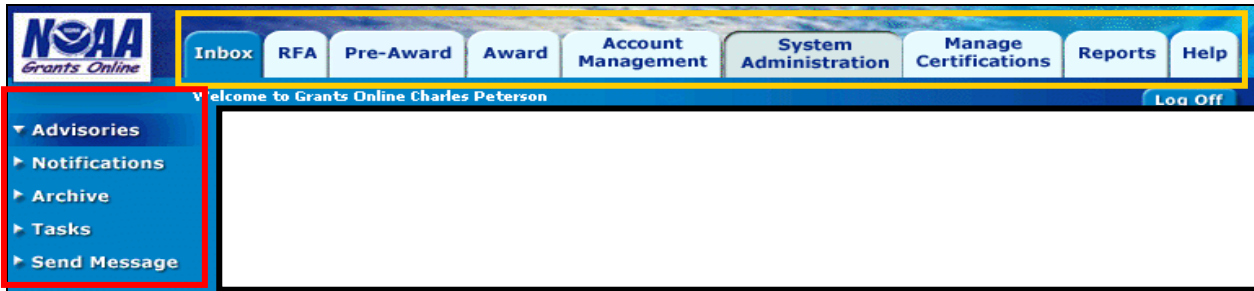 NOAA
Grants Online
Inbox RFA Pre-Award Award Account Management System Administration Manage Certifications Reports Help
Welcome to Grants Online Charles Peterson
Log Off
Advisories
Notifications
Archive
Tasks
Send Message